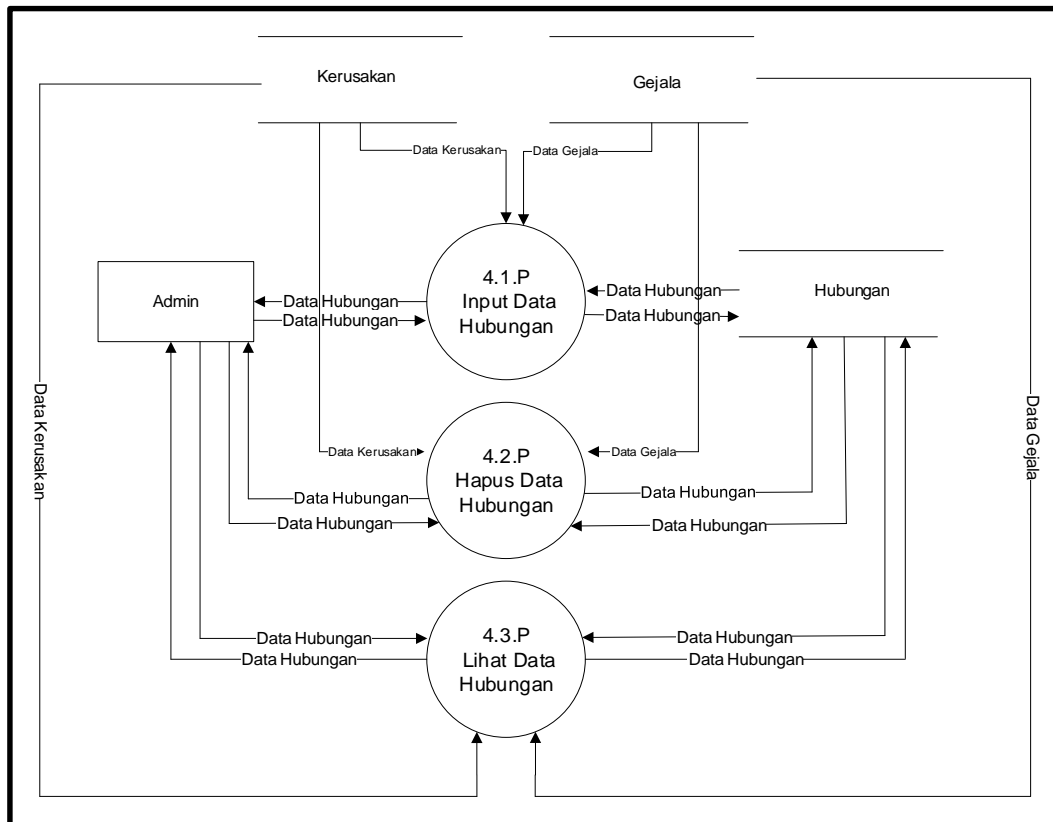 Kerusakan
Gejala
Data Kerusakan
Data Gejala
4.1.P
Input Data
Hubungan
Admin
Data Hubungan
Data Hubungan
Data Hubungan
Data Hubungan
Hubungan
Data Kerusakan
Data Gejala
Data Kerusakan
4.2.P
Hapus Data
Hubungan
Data Gejala
Data Hubungan
Data Hubungan
Data Hubungan
Data Hubungan
4.3.P
Lihat Data
Hubungan
Data Hubungan
Data Hubungan
Data Hubungan
Data Hubungan